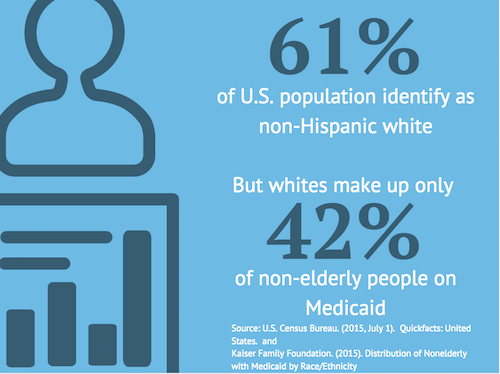 61%
of U.S. population identify as
non-Hispanic white
But whites make up only
42%
of non-elderly people on
Medicaid
Source: U.S. Census Bureau. (2015, July 1).  Quickfacts: United
States.  and
Kaiser Family Foundation. (2015). Distribution of Nonelderly
with Medicaid by Race/Ethnicity